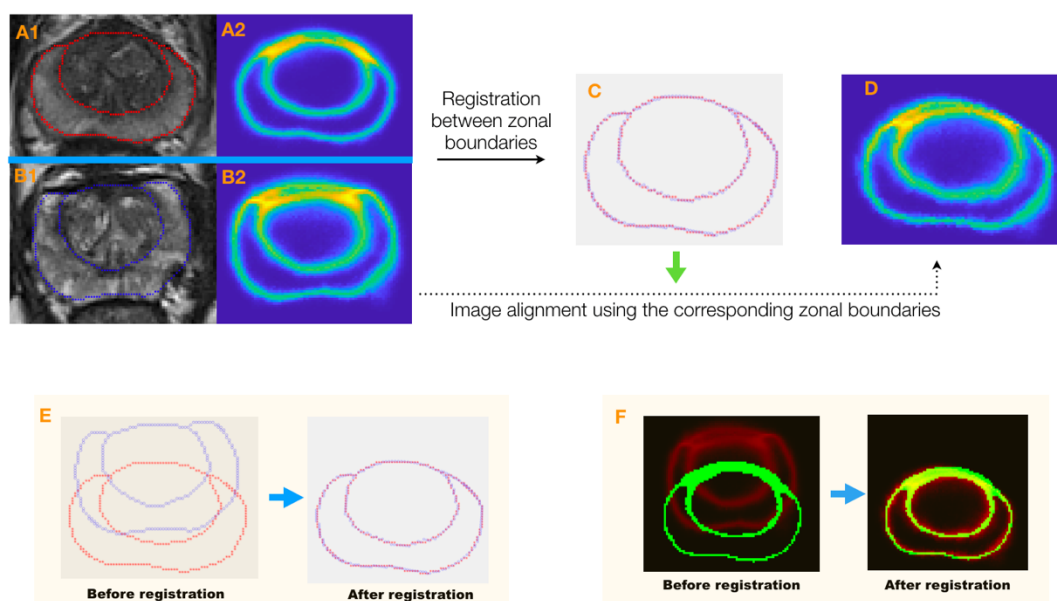 A1
A2
B1
B2
Registration
between zonal
boundaries
C
D
Image alignment using the corresponding zonal boundaries
E
Before registration
After registration
F
Before registration
After registration